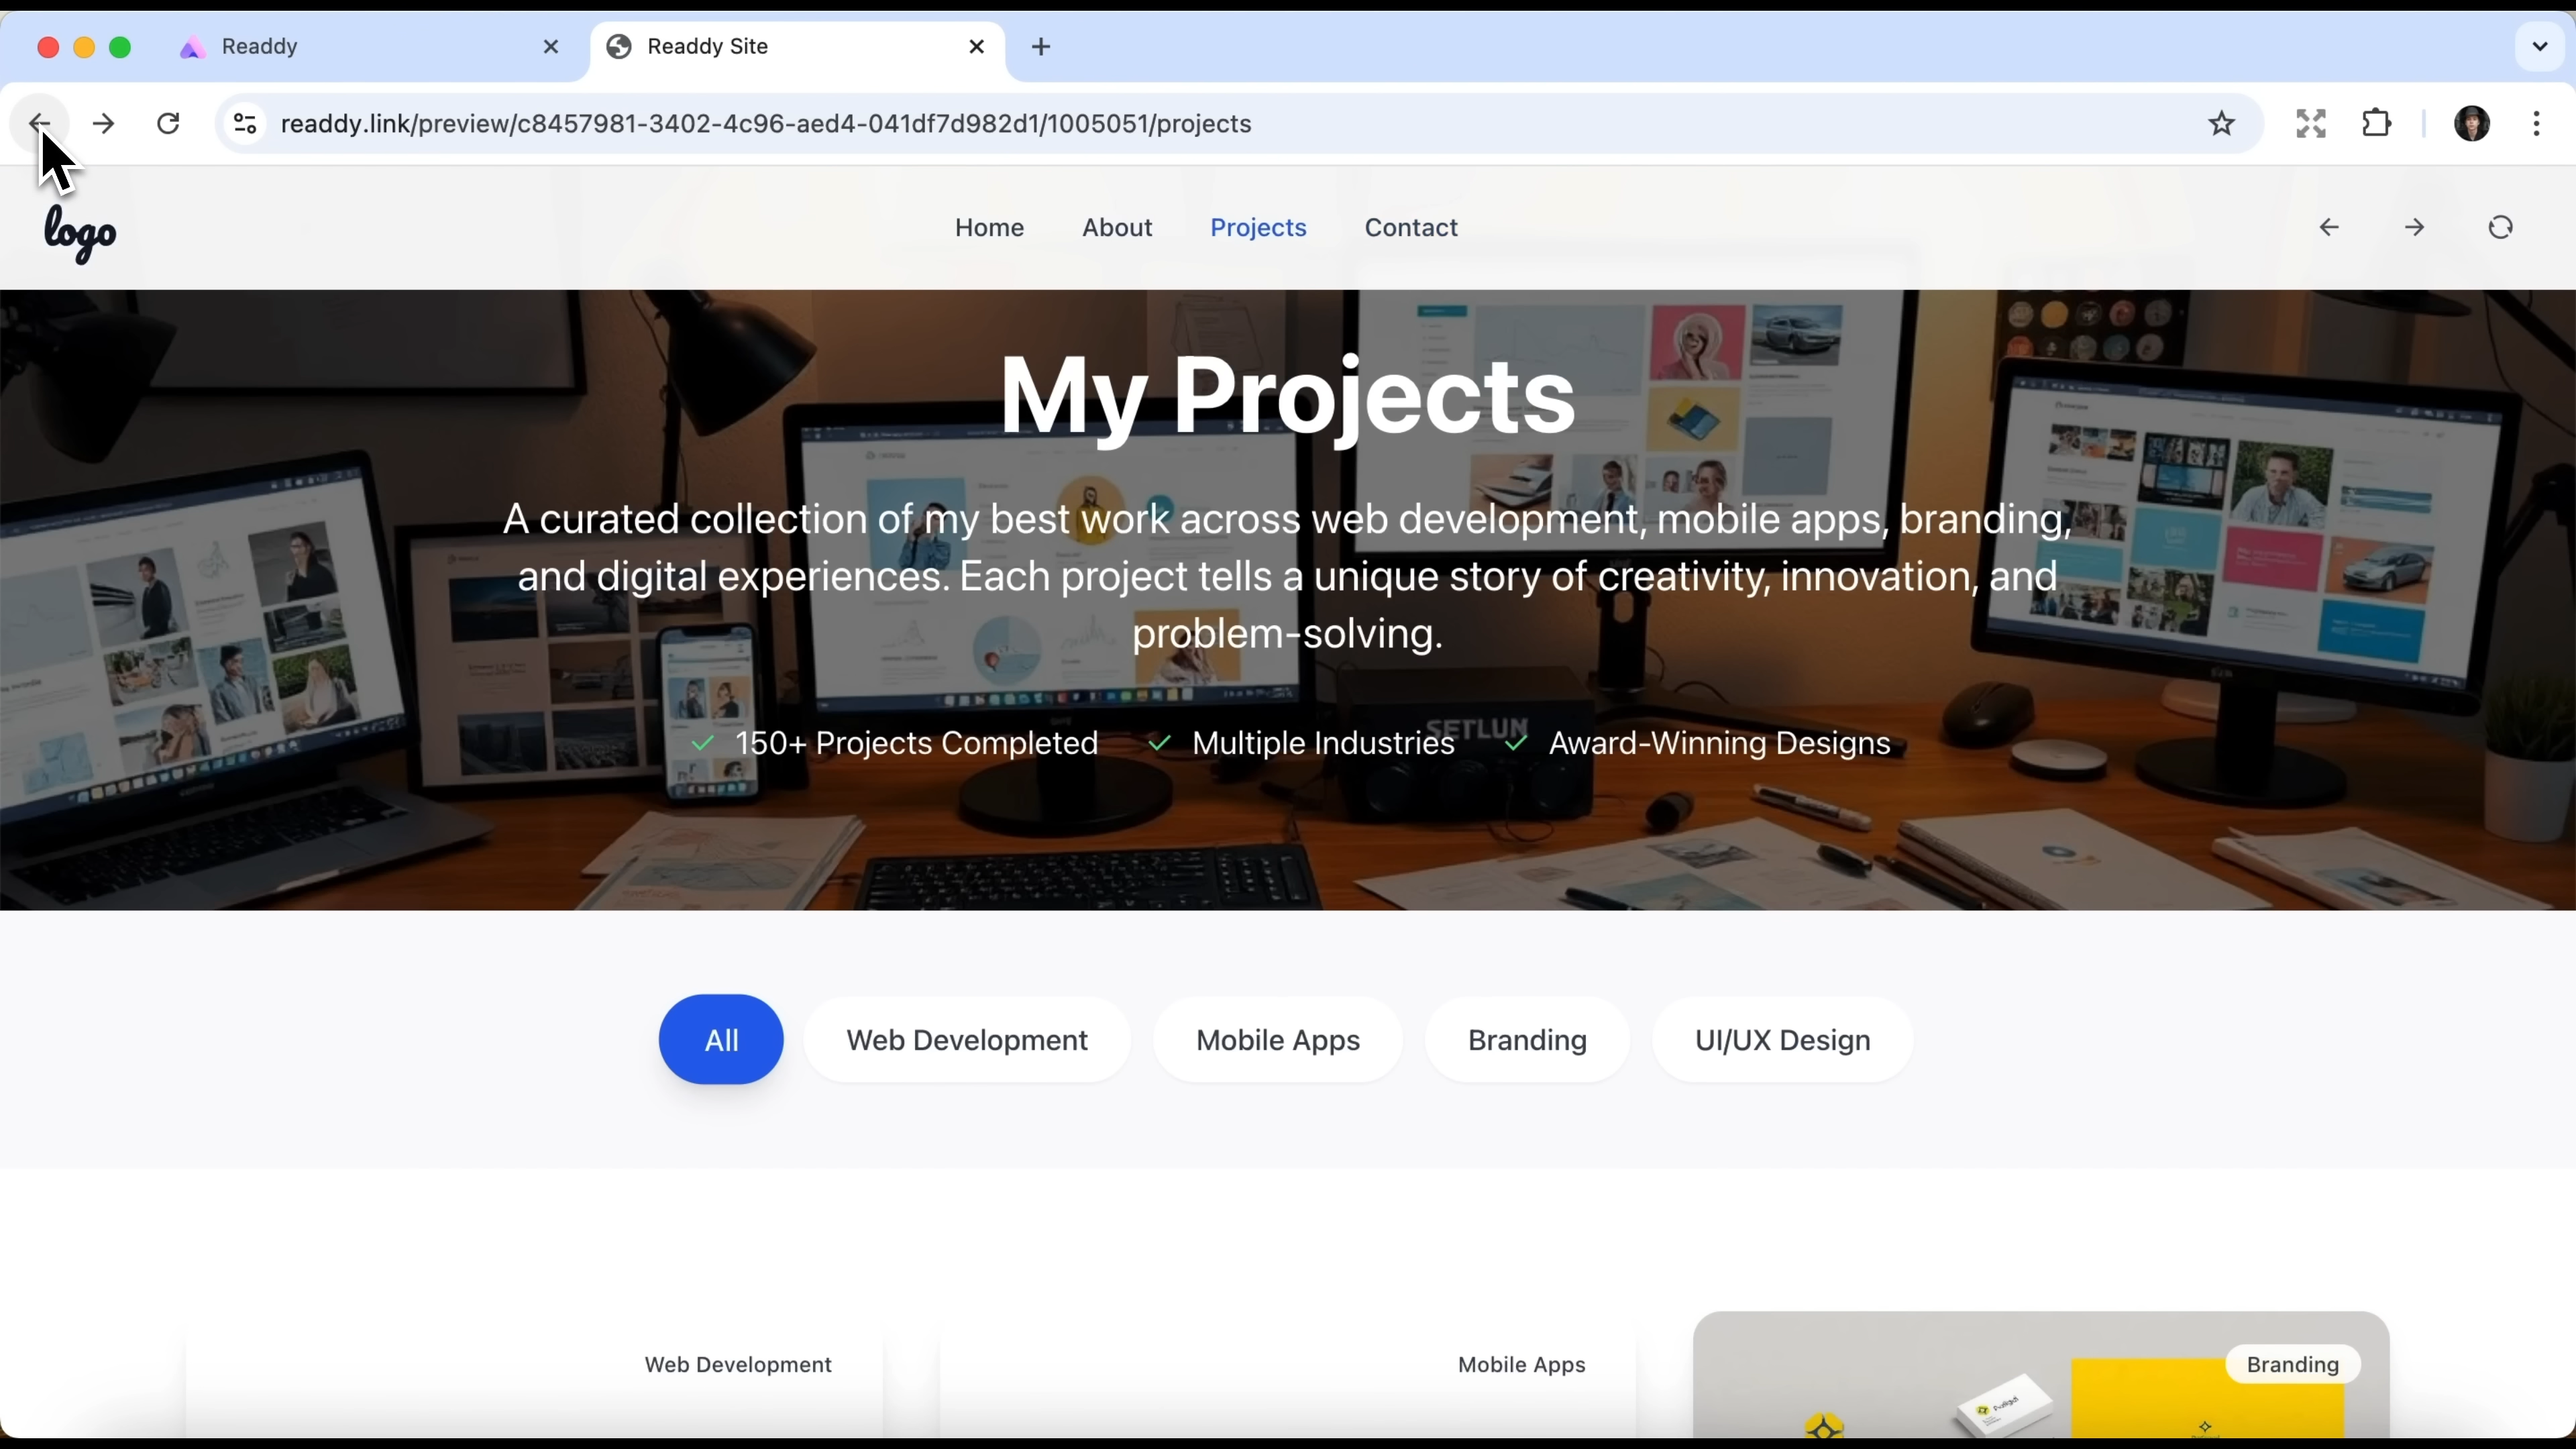 Readdy
Readdy Site
readdy.link/preview/c8457981-3402-4c96-aed4-041df7d982d1/1005051/projects
logo
Home
About
Projects
Contact
My Projects
A curated collection of my best work across web development, mobile apps, branding,
and digital experiences. Each project tells a unique story of creativity, innovation, and
problem-solving.
SETLUN
150+ Projects Completed
Multiple Industries
Award-Winning Designs
All
Web Development
Mobile Apps
Branding
UI/UX Design
Web Development
Mobile Apps
Branding